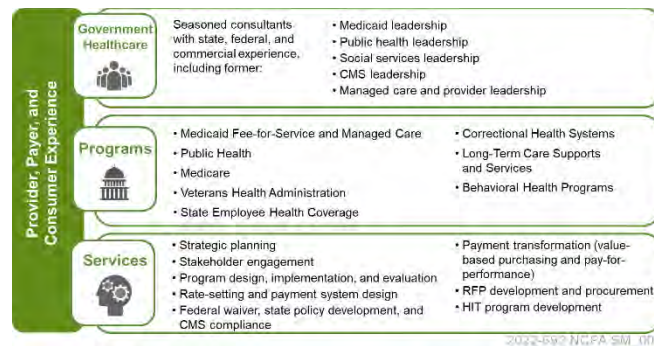 Provider, Payer, and
Consumer Experience
Government
Healthcare
Seasoned consultants
with state, federal, and
commercial experience,
including former:
• Medicaid leadership
• Public health leadership
• Social services leadership
• CMS leadership
• Managed care and provider leadership
Programs
• Medicaid Fee-for-Service and Managed Care
• Public Health
• Medicare
• Veterans Health Administration
• State Employee Health Coverage
• Correctional Health Systems
• Long-Term Care Supports
and Services
• Behavioral Health Programs
Services
• Strategic planning
• Stakeholder engagement
• Program design, implementation, and evaluation
• Rate-setting and payment system design
• Federal waiver, state policy development, and
CMS compliance
• Payment transformation (value-
based purchasing and pay-for-
performance)
• RFP development and procurement
• HIT program development
2022-692 NCFA SM_00